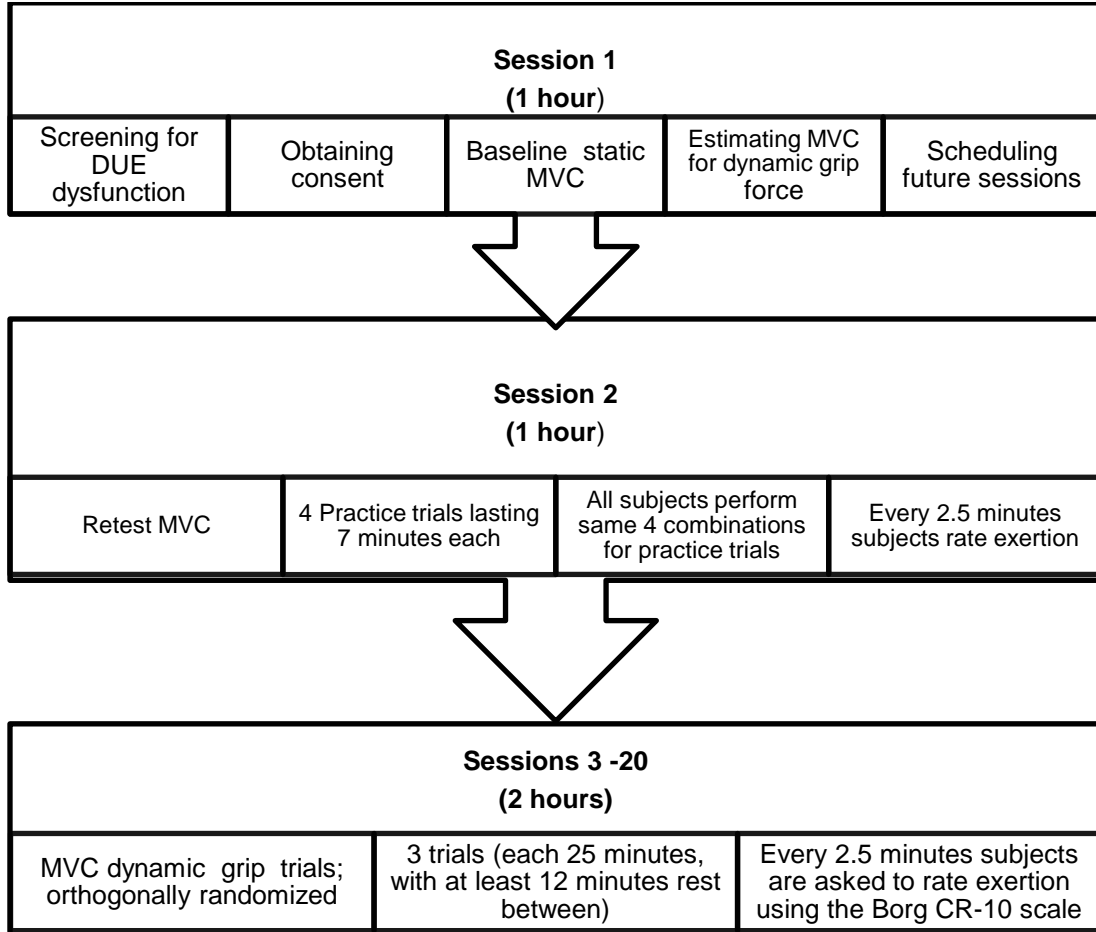 Session 1
(1 hour)
Screening for
DUE
dysfunction
Obtaining
consent
Baseline static
MVC
Estimating MVC
for dynamic grip
force
Scheduling
future sessions
Session 2
(1 hour)
Retest MVC
4 Practice trials lasting
7 minutes each
All subjects perform
same 4 combinations
for practice trials
Every 2.5 minutes
subjects rate exertion
Sessions 3 -20
(2 hours)
MVC dynamic grip trials;
orthogonally randomized
3 trials (each 25 minutes,
with at least 12 minutes rest
between)
Every 2.5 minutes subjects
are asked to rate exertion
using the Borg CR-10 scale